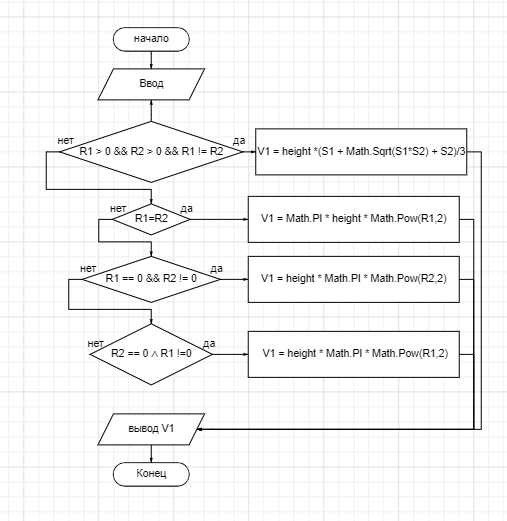 начало
Ввод
нет
да
R1 > 0 && R2 > 0 && R1 != R2
V1 = height *(S1 + Math.Sqrt(S1*S2) + S2)/3
нет
да
R1=R2
V1 = Math.PI * height * Math.Pow(R1,2)
нет
да
R1 == 0 && R2 != 0
V1 = height * Math.PI * Math.Pow(R2,2)
нет
да
R2 == 0 ∧ R1 !=0
V1 = height * Math.PI * Math.Pow(R1,2)
вывод V1
Конец